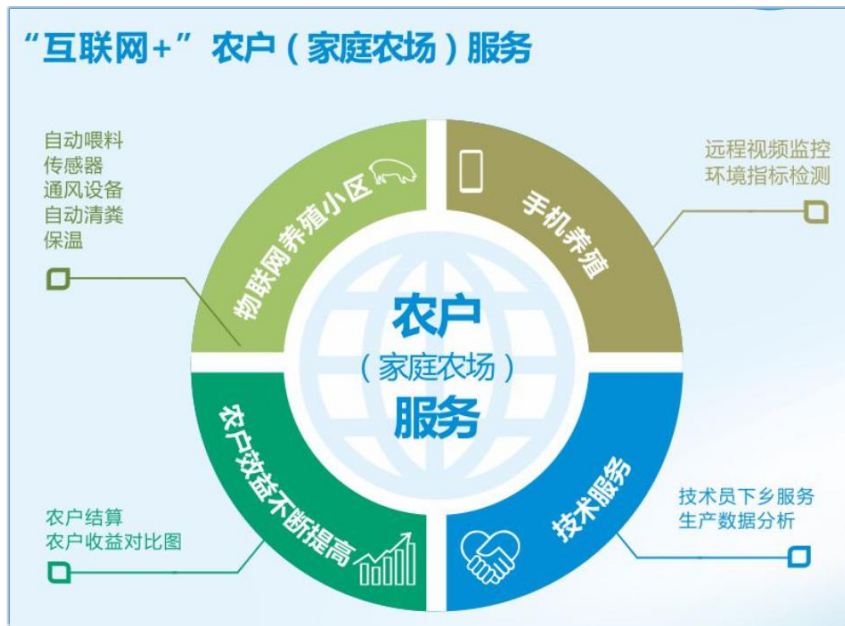 “互联网+”农户（家庭农场）服务
自动喂料
传感器
通风设备
自动清粪
保温
物联网养殖小区
手机养殖
远程视频监控
环境指标检测
农户
（家庭农场）
服务
农户效益不断提高
农户结算
农户收益对比图
技术服务
技术员下乡服务
生产数据分析